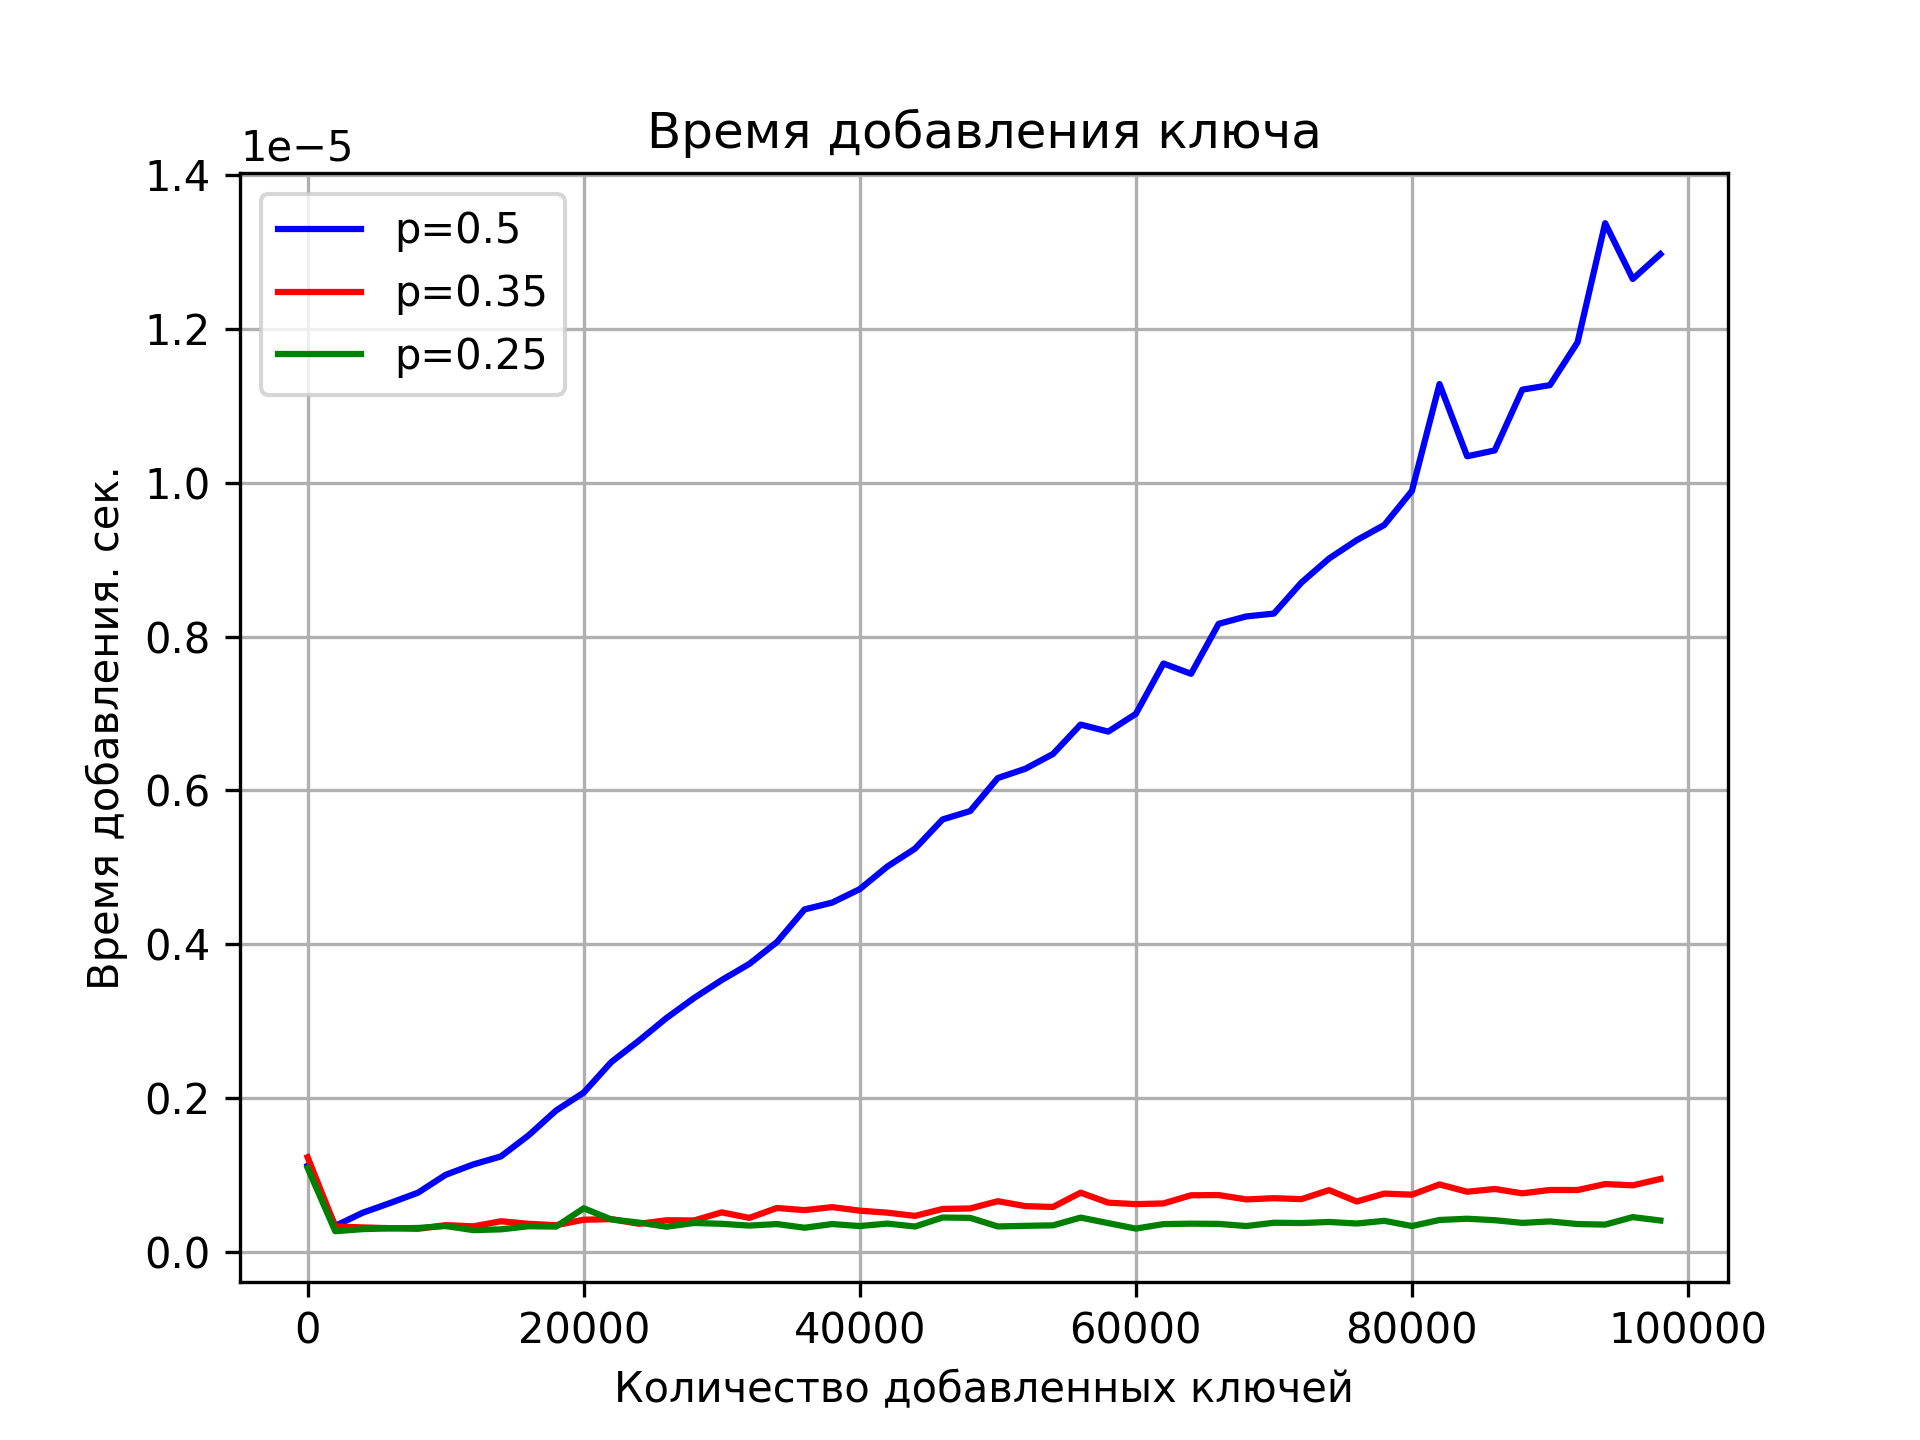 Время добавления ключа
1e−5
1.4
1.2
1.0
0.8
0.6
0.4
0.2
0.0
Время добавления. сек.
p=0.5
p=0.35
p=0.25
0 20000 40000 60000 80000 100000
Количество добавленных ключей